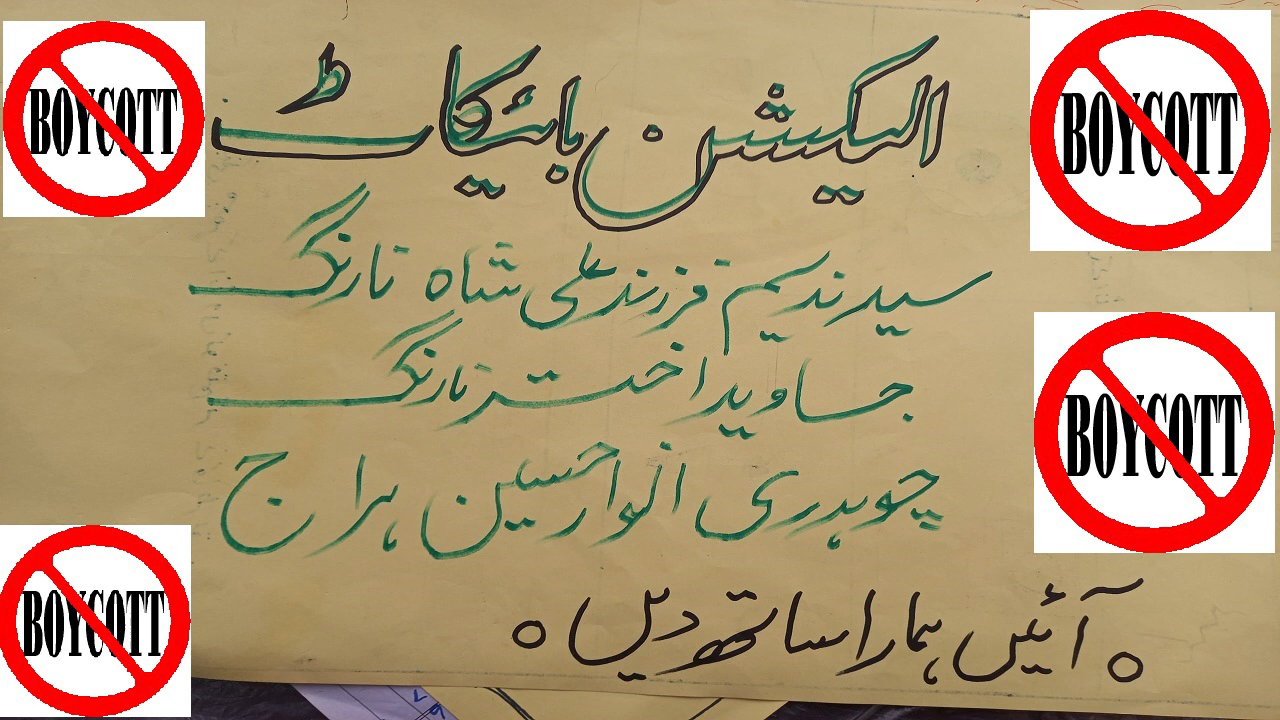 الیکشن بائیکاٹ
سید ندیم فرزند علی شاہ نارنگ
جاوید اختر نارنگ
چوہدری انوار حسین ہراج
آئیں ہمارا ساتھ دیں
BOYCOTT
BOYCOTT
BOYCOTT
BOYCOTT